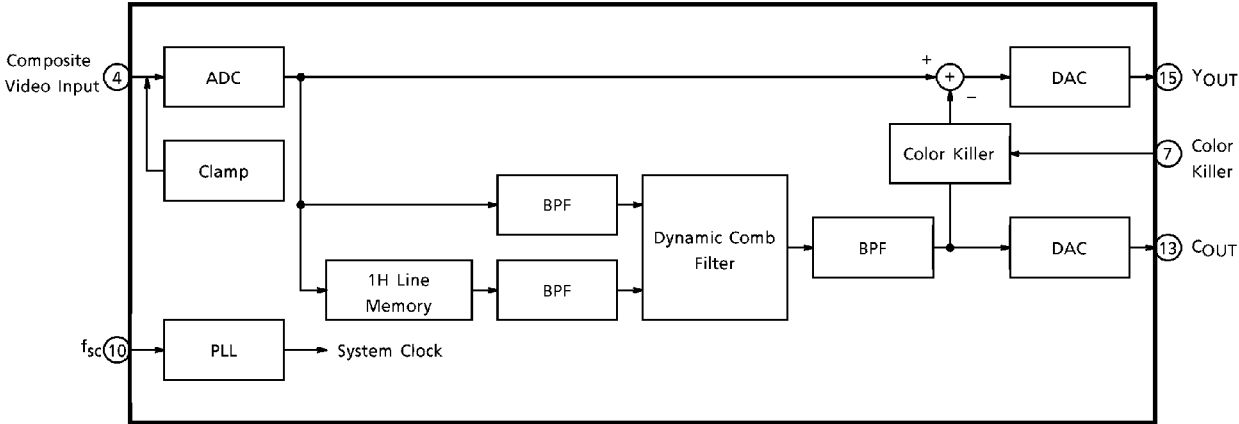 Composite
Video Input
4
ADC
+
+
−
DAC
15
YOUT
Clamp
Color Killer
7
Color
Killer
BPF
Dynamic Comb
Filter
BPF
DAC
13
COUT
1H Line
Memory
BPF
fsc
10
PLL
System Clock